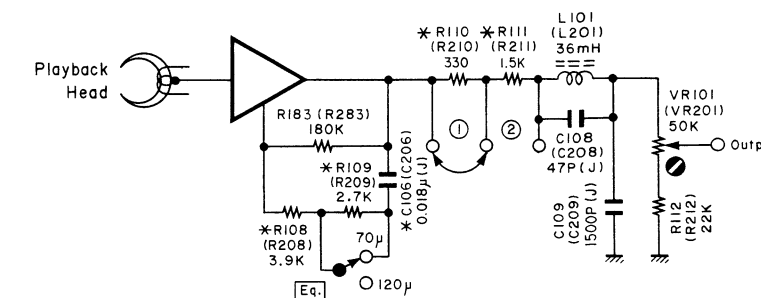 Playback
Head
R183 (R283)
180K
*R109
(R209)
2.7K
*R108
(R208)
3.9K
*C106(C206)
0.018μ(J)
70μ
120μ
Eq.
*R110
(R210)
330
*R111
(R211)
1.5K
①
②
L101
(L201)
36mH
C108
(C208)
47P(J)
C109
(C209)
1500P(J)
VR101
(VR201)
50K
Outp
R112
(R212)
22K